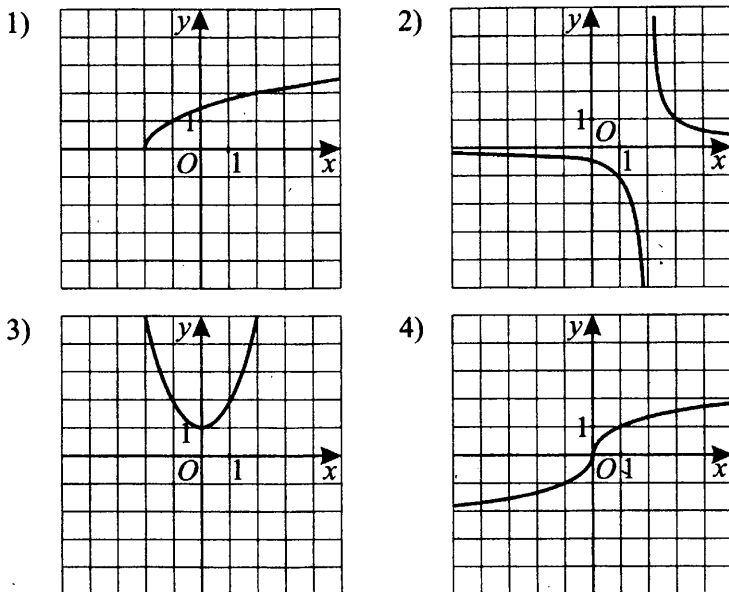 1) y 2) y
1 1 O
O 1 x 1 x
3) y 4) y
1 1
O 1 x O 1 x